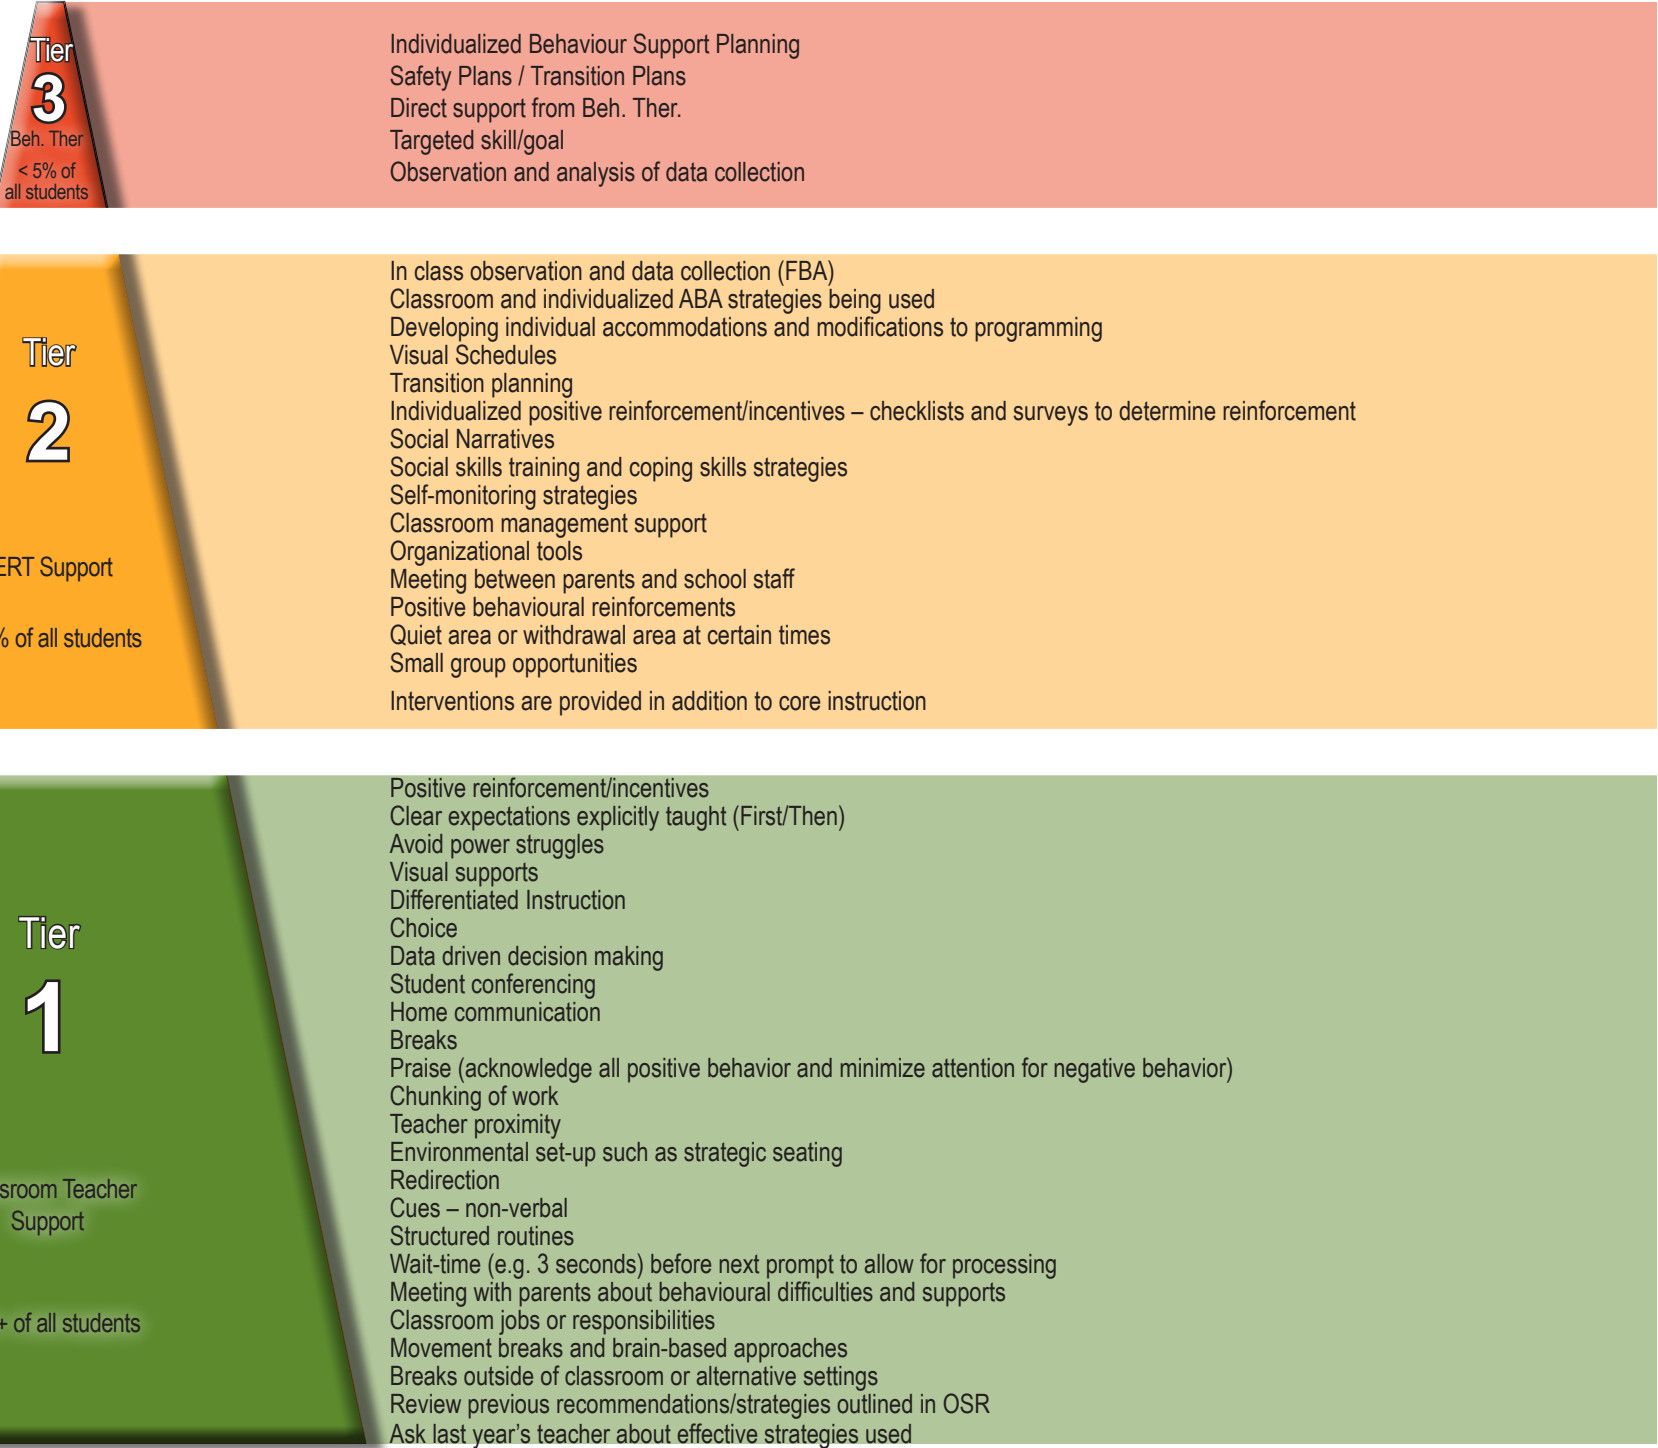 Tier
3
Beh. Ther
< 5% of
all students
Individualized Behaviour Support Planning
Safety Plans / Transition Plans
Direct support from Beh. Ther.
Targeted skill/goal
Observation and analysis of data collection
Tier
2
ERT Support
% of all students
In class observation and data collection (FBA)
Classroom and individualized ABA strategies being used
Developing individual accommodations and modifications to programming
Visual Schedules
Transition planning
Individualized positive reinforcement/incentives – checklists and surveys to determine reinforcement
Social Narratives
Social skills training and coping skills strategies
Self-monitoring strategies
Classroom management support
Organizational tools
Meeting between parents and school staff
Positive behavioural reinforcements
Quiet area or withdrawal area at certain times
Small group opportunities
Interventions are provided in addition to core instruction
Tier
1
sroom Teacher
Support
+ of all students
Positive reinforcement/incentives
Clear expectations explicitly taught (First/Then)
Avoid power struggles
Visual supports
Differentiated Instruction
Choice
Data driven decision making
Student conferencing
Home communication
Breaks
Praise (acknowledge all positive behavior and minimize attention for negative behavior)
Chunking of work
Teacher proximity
Environmental set-up such as strategic seating
Redirection
Cues – non-verbal
Structured routines
Wait-time (e.g. 3 seconds) before next prompt to allow for processing
Meeting with parents about behavioural difficulties and supports
Classroom jobs or responsibilities
Movement breaks and brain-based approaches
Breaks outside of classroom or alternative settings
Review previous recommendations/strategies outlined in OSR
Ask last year’s teacher about effective strategies used